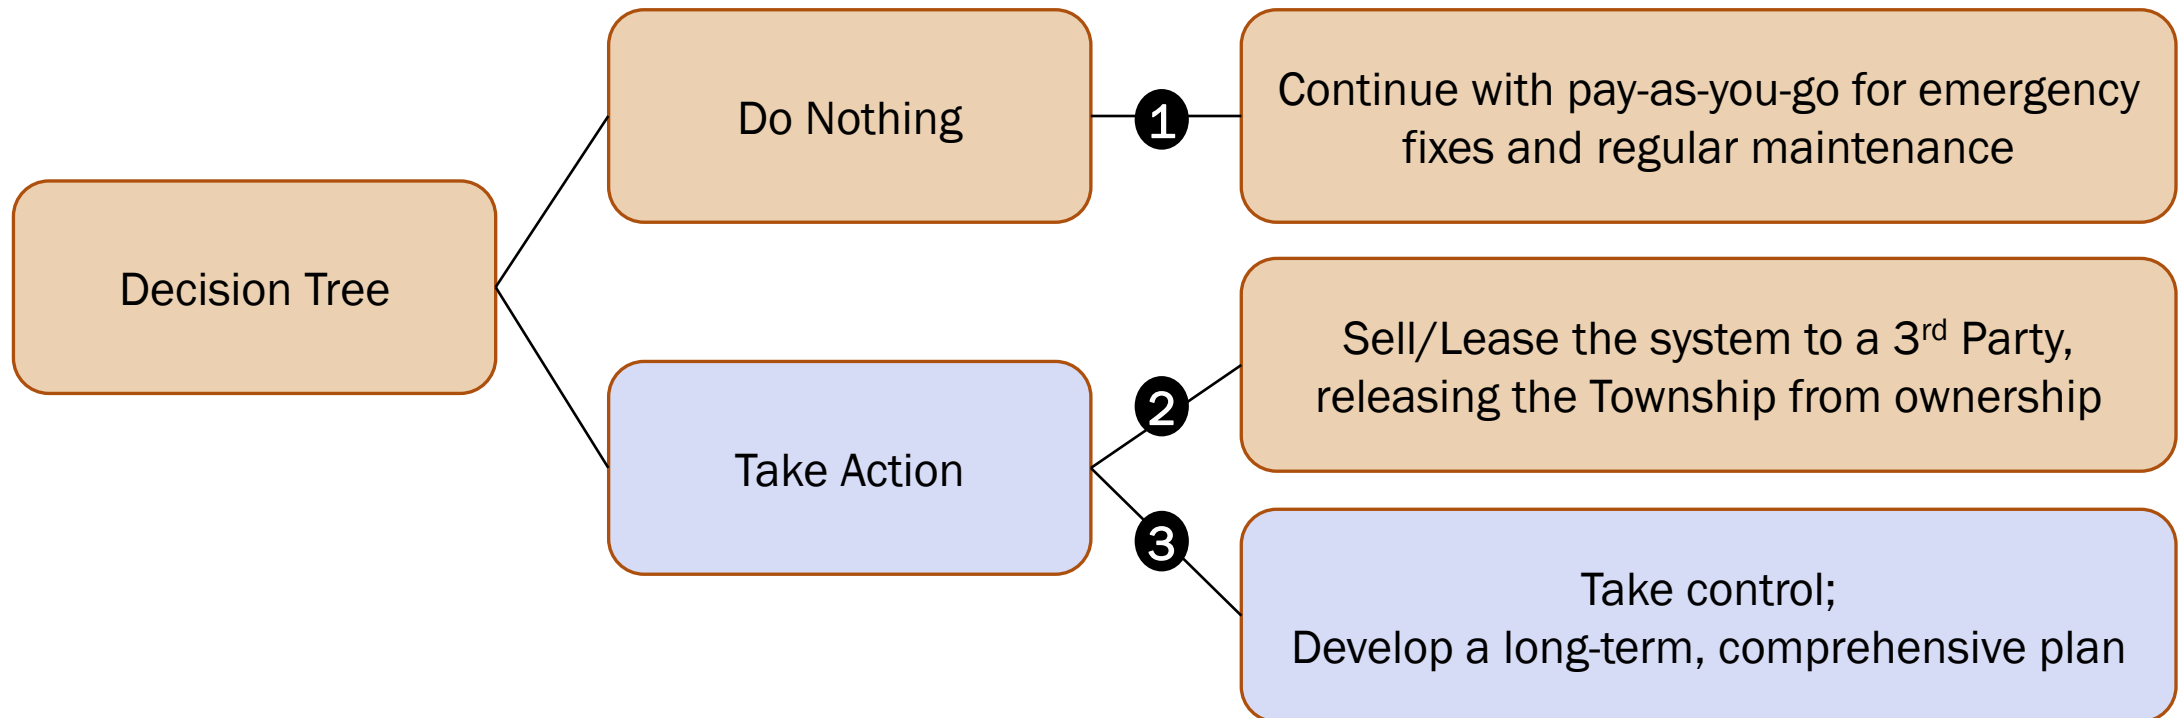 Decision Tree
Do Nothing
1
Continue with pay-as-you-go for emergency
fixes and regular maintenance
Take Action
2
Sell/Lease the system to a 3rd Party,
releasing the Township from ownership
3
Take control;
Develop a long-term, comprehensive plan